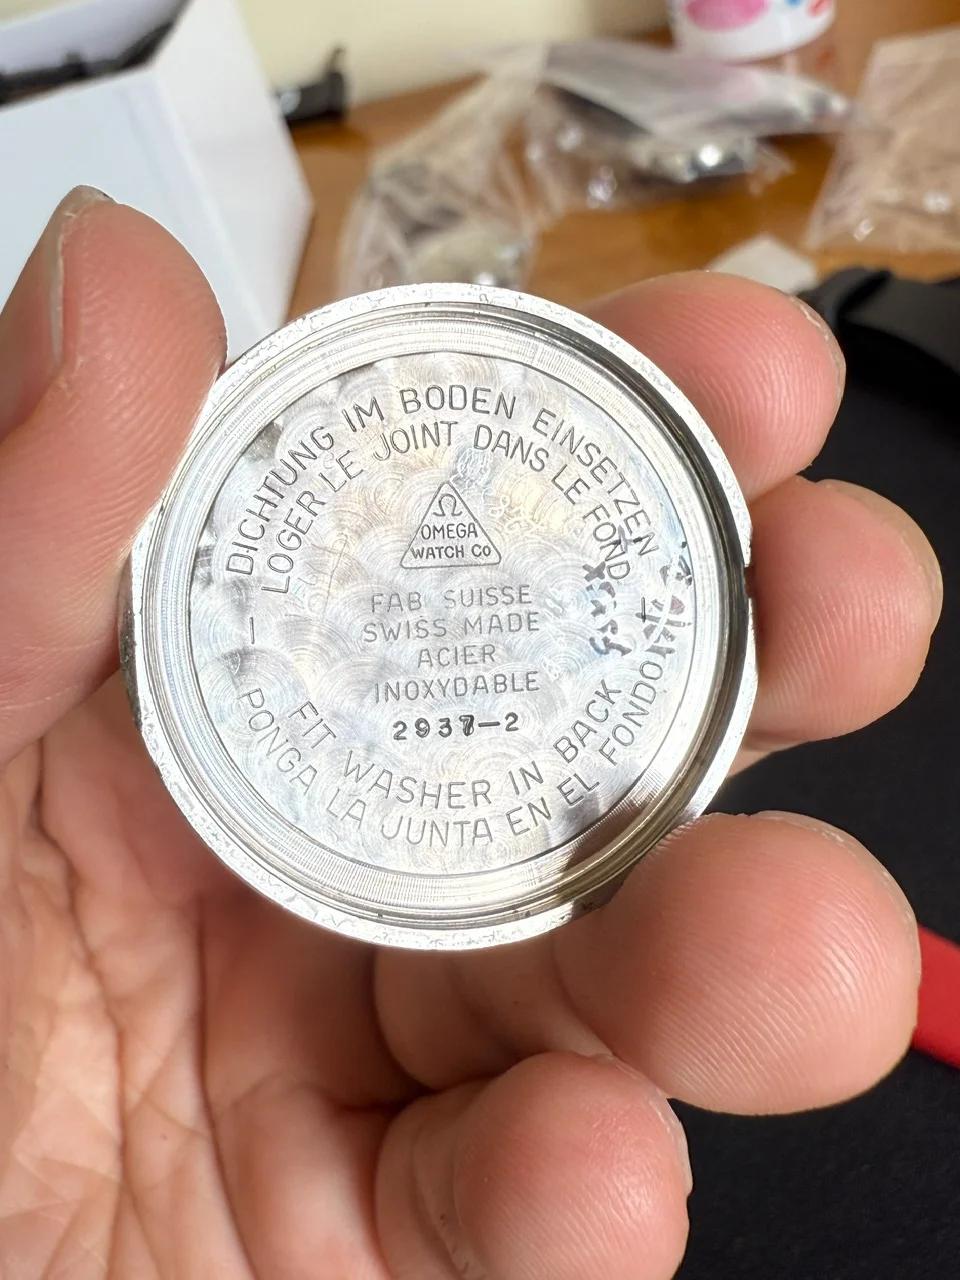 DICHTUNG IM BODEN EINSETZEN
LOGER LE JOINT DANS LE FOND
Ω
OMEGA
WATCH Co
FAB SUISSE
SWISS MADE
ACIER
INOXYDABLE
2937-2
FIT WASHER IN BACK
PONGA LA JUNTA EN EL FONDO